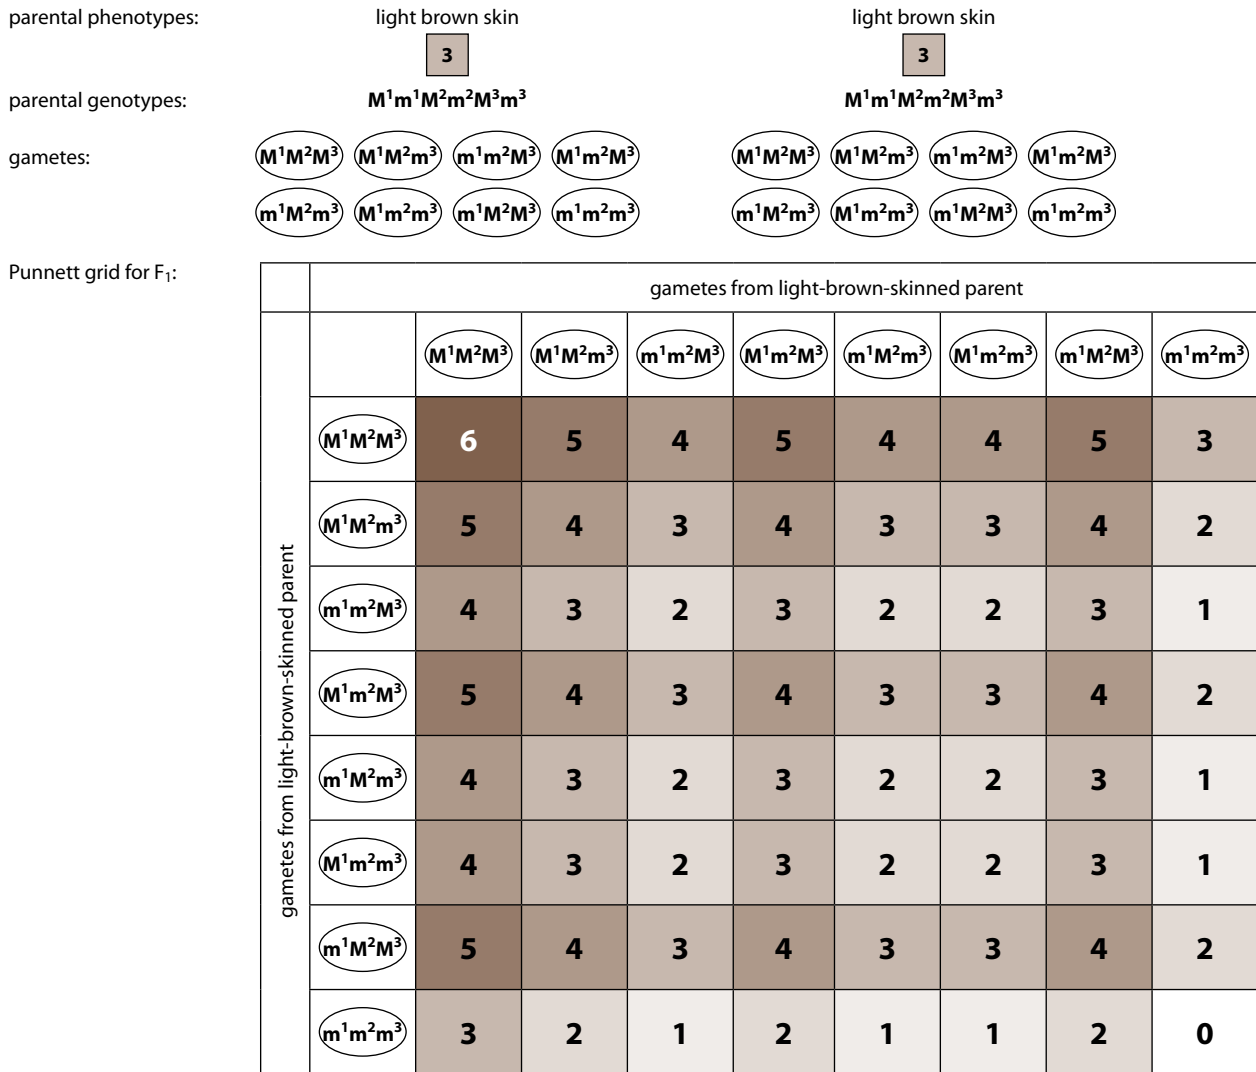 parental phenotypes: light brown skin light brown skin
3 3
parental genotypes: M¹m¹M²m²M³m³ M¹m¹M²m²M³m³
gametes: M¹M²M³ M¹M²m³ m¹m²M³ M¹m²M³ M¹M²M³ M¹M²m³ m¹m²M³ M¹m²M³
m¹M²m³ M¹m²m³ m¹M²M³ m¹m²m³ m¹M²m³ M¹m²m³ m¹M²M³ m¹m²m³
Punnett grid for F₁:
gametes from light-brown-skinned parent
M¹M²M³ M¹M²m³ m¹m²M³ M¹m²M³ m¹M²m³ M¹m²m³ m¹M²M³ m¹m²m³
gametes from light-brown-skinned parent
M¹M²M³ 6 5 4 5 4 4 5 3
M¹M²m³ 5 4 3 4 3 3 4 2
m¹m²M³ 4 3 2 3 2 2 3 1
M¹m²M³ 5 4 3 4 3 3 4 2
m¹M²m³ 4 3 2 3 2 2 3 1
M¹m²m³ 4 3 2 3 2 2 3 1
m¹M²M³ 5 4 3 4 3 3 4 2
m¹m²m³ 3 2 1 2 1 1 2 0